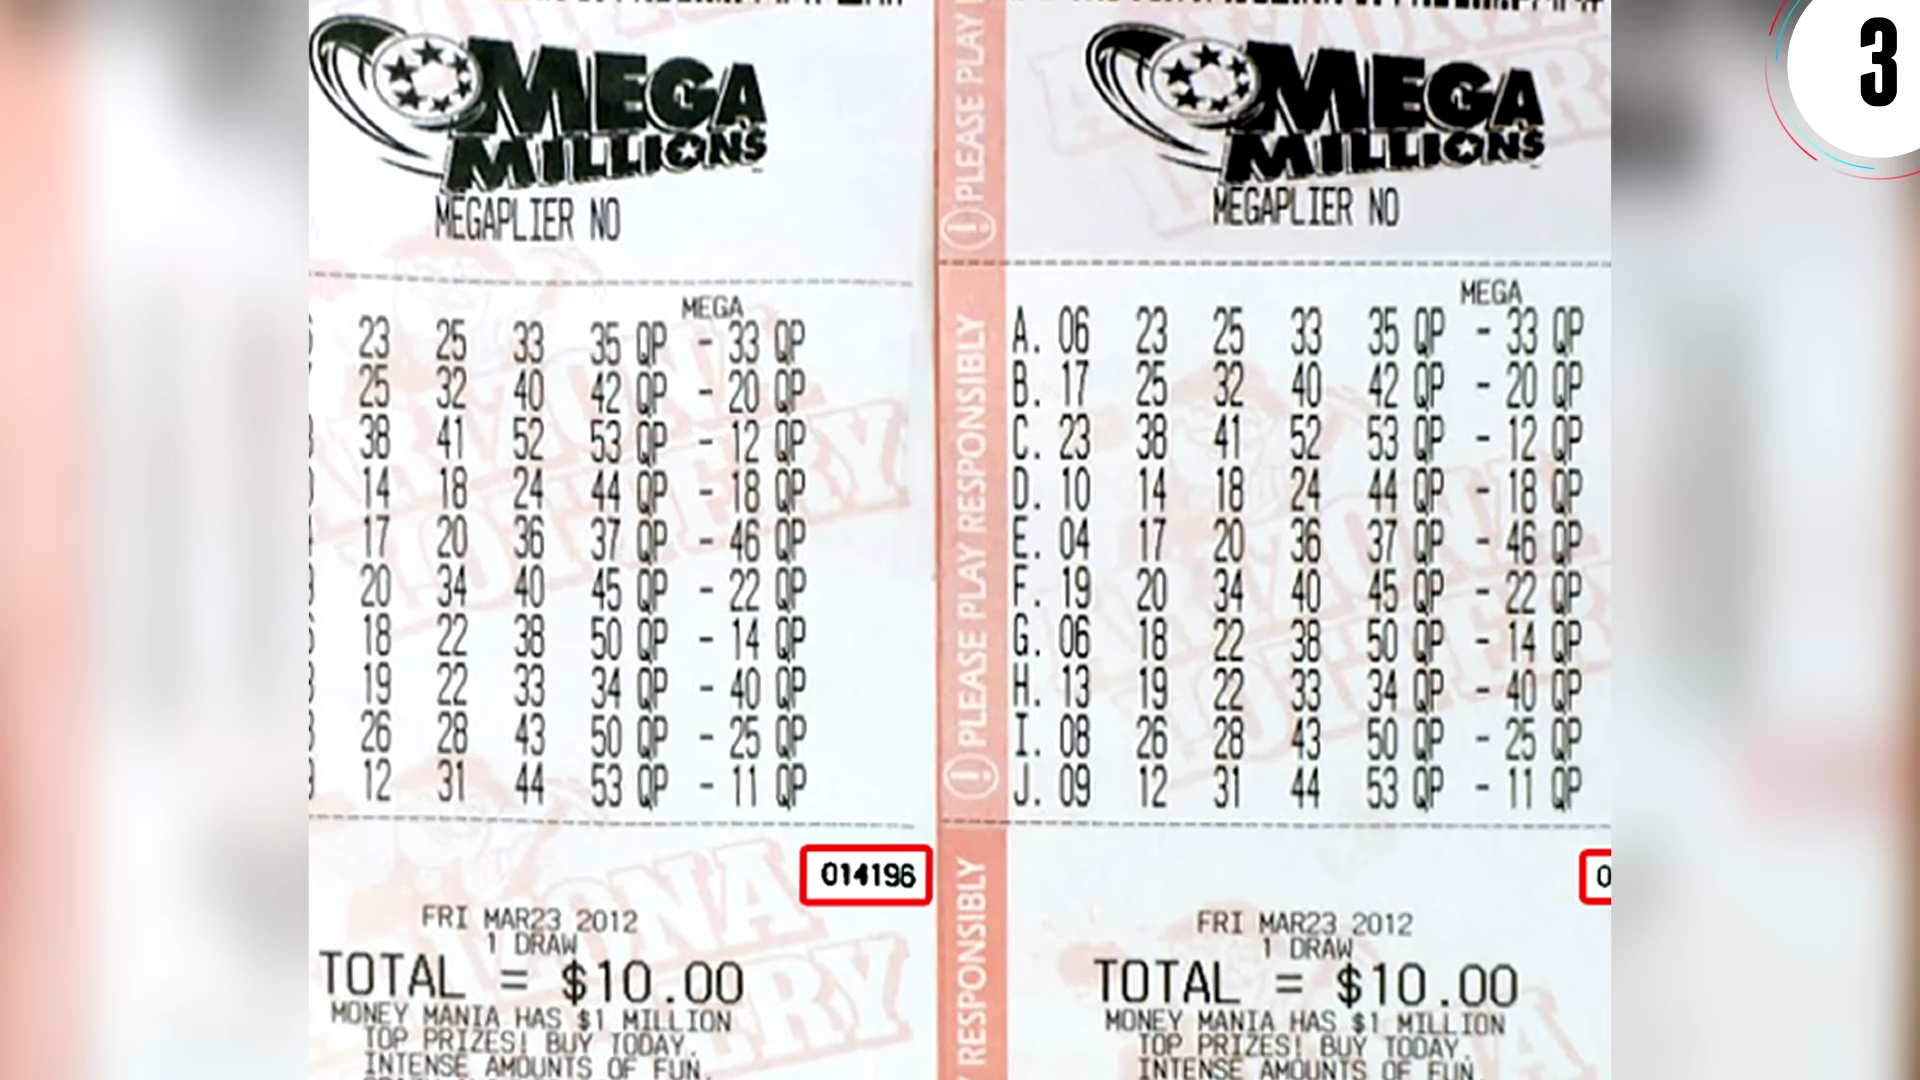 3
MEGA
MILLIONS
MEGAPLIER NO
MEGA
23 25 33 35 QP - 33 QP
25 32 40 42 QP - 20 QP
38 41 52 53 QP - 12 QP
14 18 24 44 QP - 18 QP
17 20 36 37 QP - 46 QP
20 34 40 45 QP - 22 QP
18 22 38 50 QP - 14 QP
19 22 33 34 QP - 40 QP
26 28 43 50 QP - 25 QP
12 31 44 53 QP - 11 QP
014196
FRI MAR23 2012
1 DRAW
TOTAL = $10.00
MONEY MANIA HAS $1 MILLION
TOP PRIZES! BUY TODAY.
INTENSE AMOUNTS OF FUN.
PLEASE PLAY
PLEASE PLAY RESPONSIBLY
RESPONSIBLY
MEGA
MILLIONS
MEGAPLIER NO
MEGA
A. 06 23 25 33 35 QP - 33 QP
B. 17 25 32 40 42 QP - 20 QP
C. 23 38 41 52 53 QP - 12 QP
D. 10 14 18 24 44 QP - 18 QP
E. 04 17 20 36 37 QP - 46 QP
F. 19 20 34 40 45 QP - 22 QP
G. 06 18 22 38 50 QP - 14 QP
H. 13 19 22 33 34 QP - 40 QP
I. 08 26 28 43 50 QP - 25 QP
J. 09 12 31 44 53 QP - 11 QP
0
FRI MAR23 2012
1 DRAW
TOTAL = $10.00
MONEY MANIA HAS $1 MILLION
TOP PRIZES! BUY TODAY.
INTENSE AMOUNTS OF FUN.
ARIZONA
LOTTERY